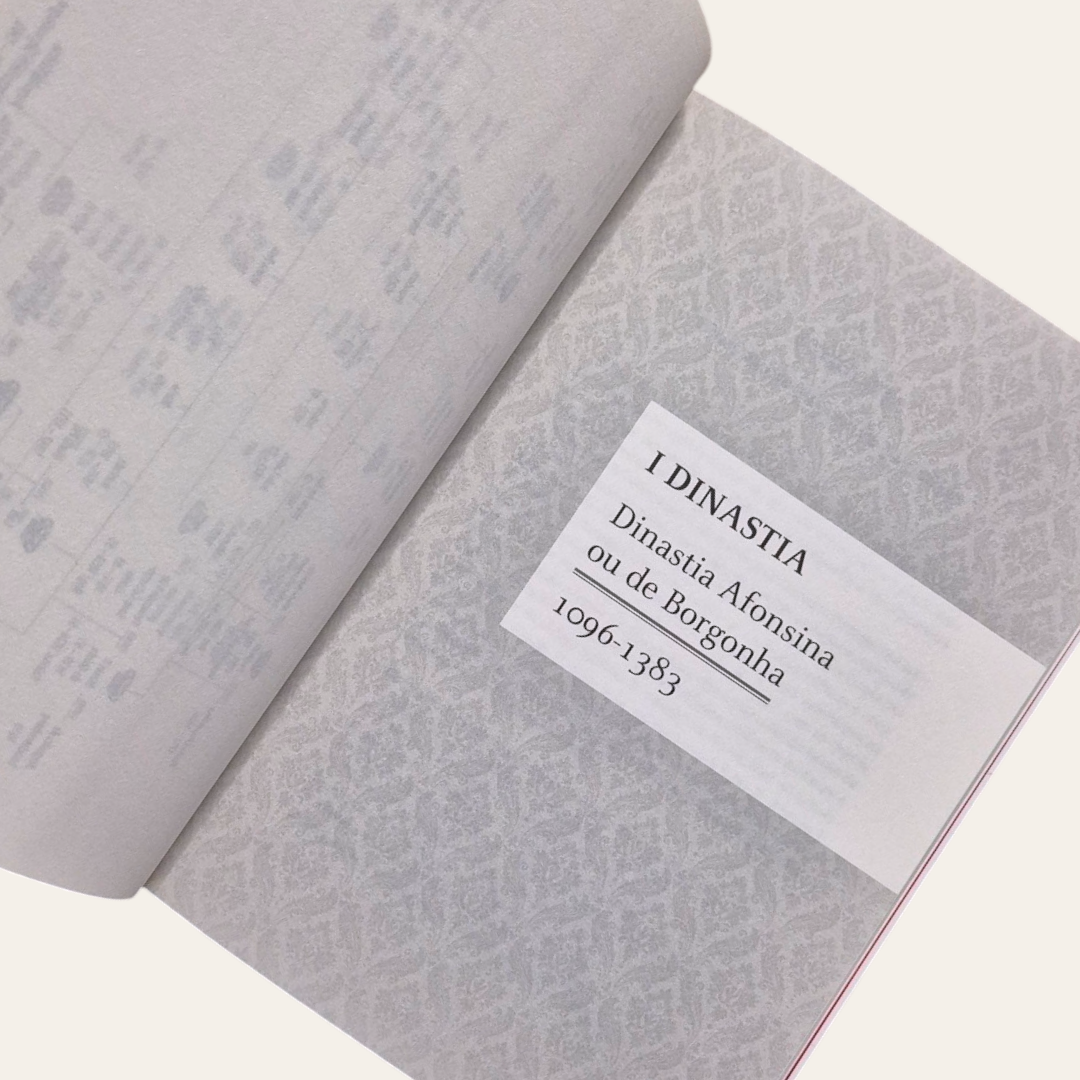 I DINASTIA
Dinastia Afonsina
ou de Borgonha
1096-1383